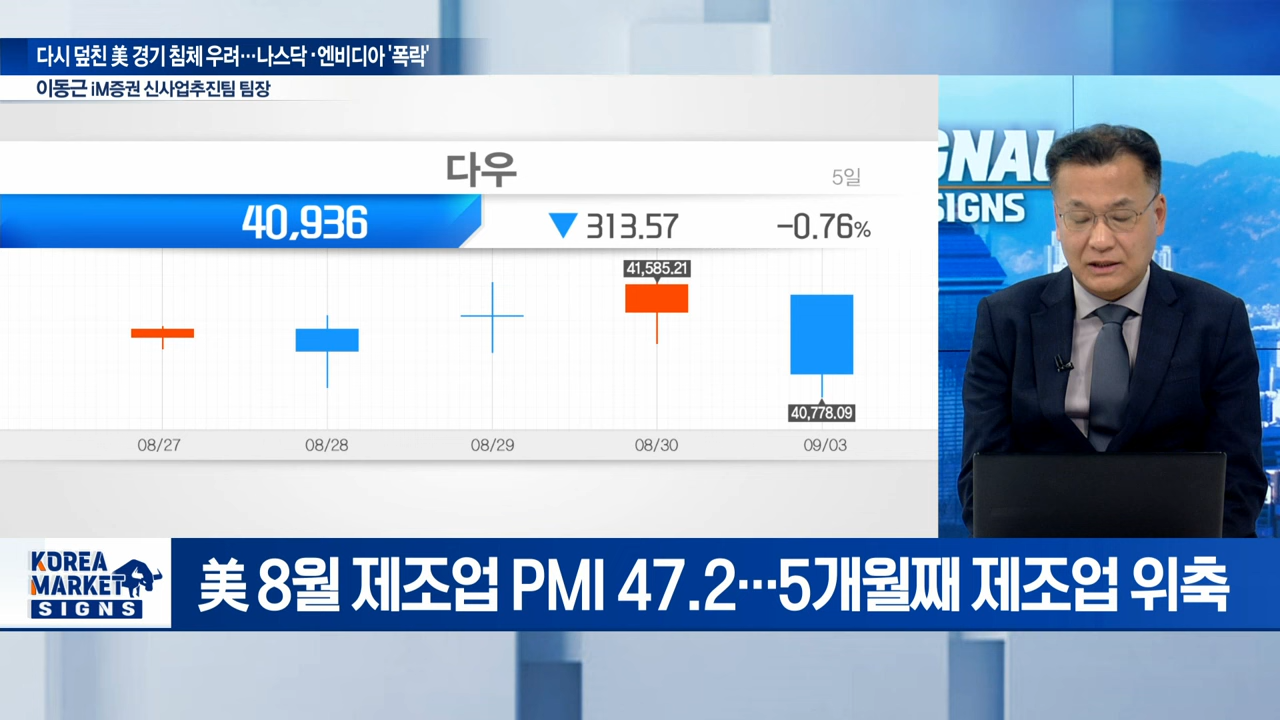 다시 덮친 美 경기 침체 우려…나스닥·엔비디아 '폭락'
이동근 iM증권 신사업추진팀 팀장
다우
5일
40,936
▼ 313.57
-0.76%
41,585.21
40,778.09
08/27
08/28
08/29
08/30
09/03
GNAL
SIGNS
KOREA
MARKET
SIGNS
美 8월 제조업 PMI 47.2…5개월째 제조업 위축